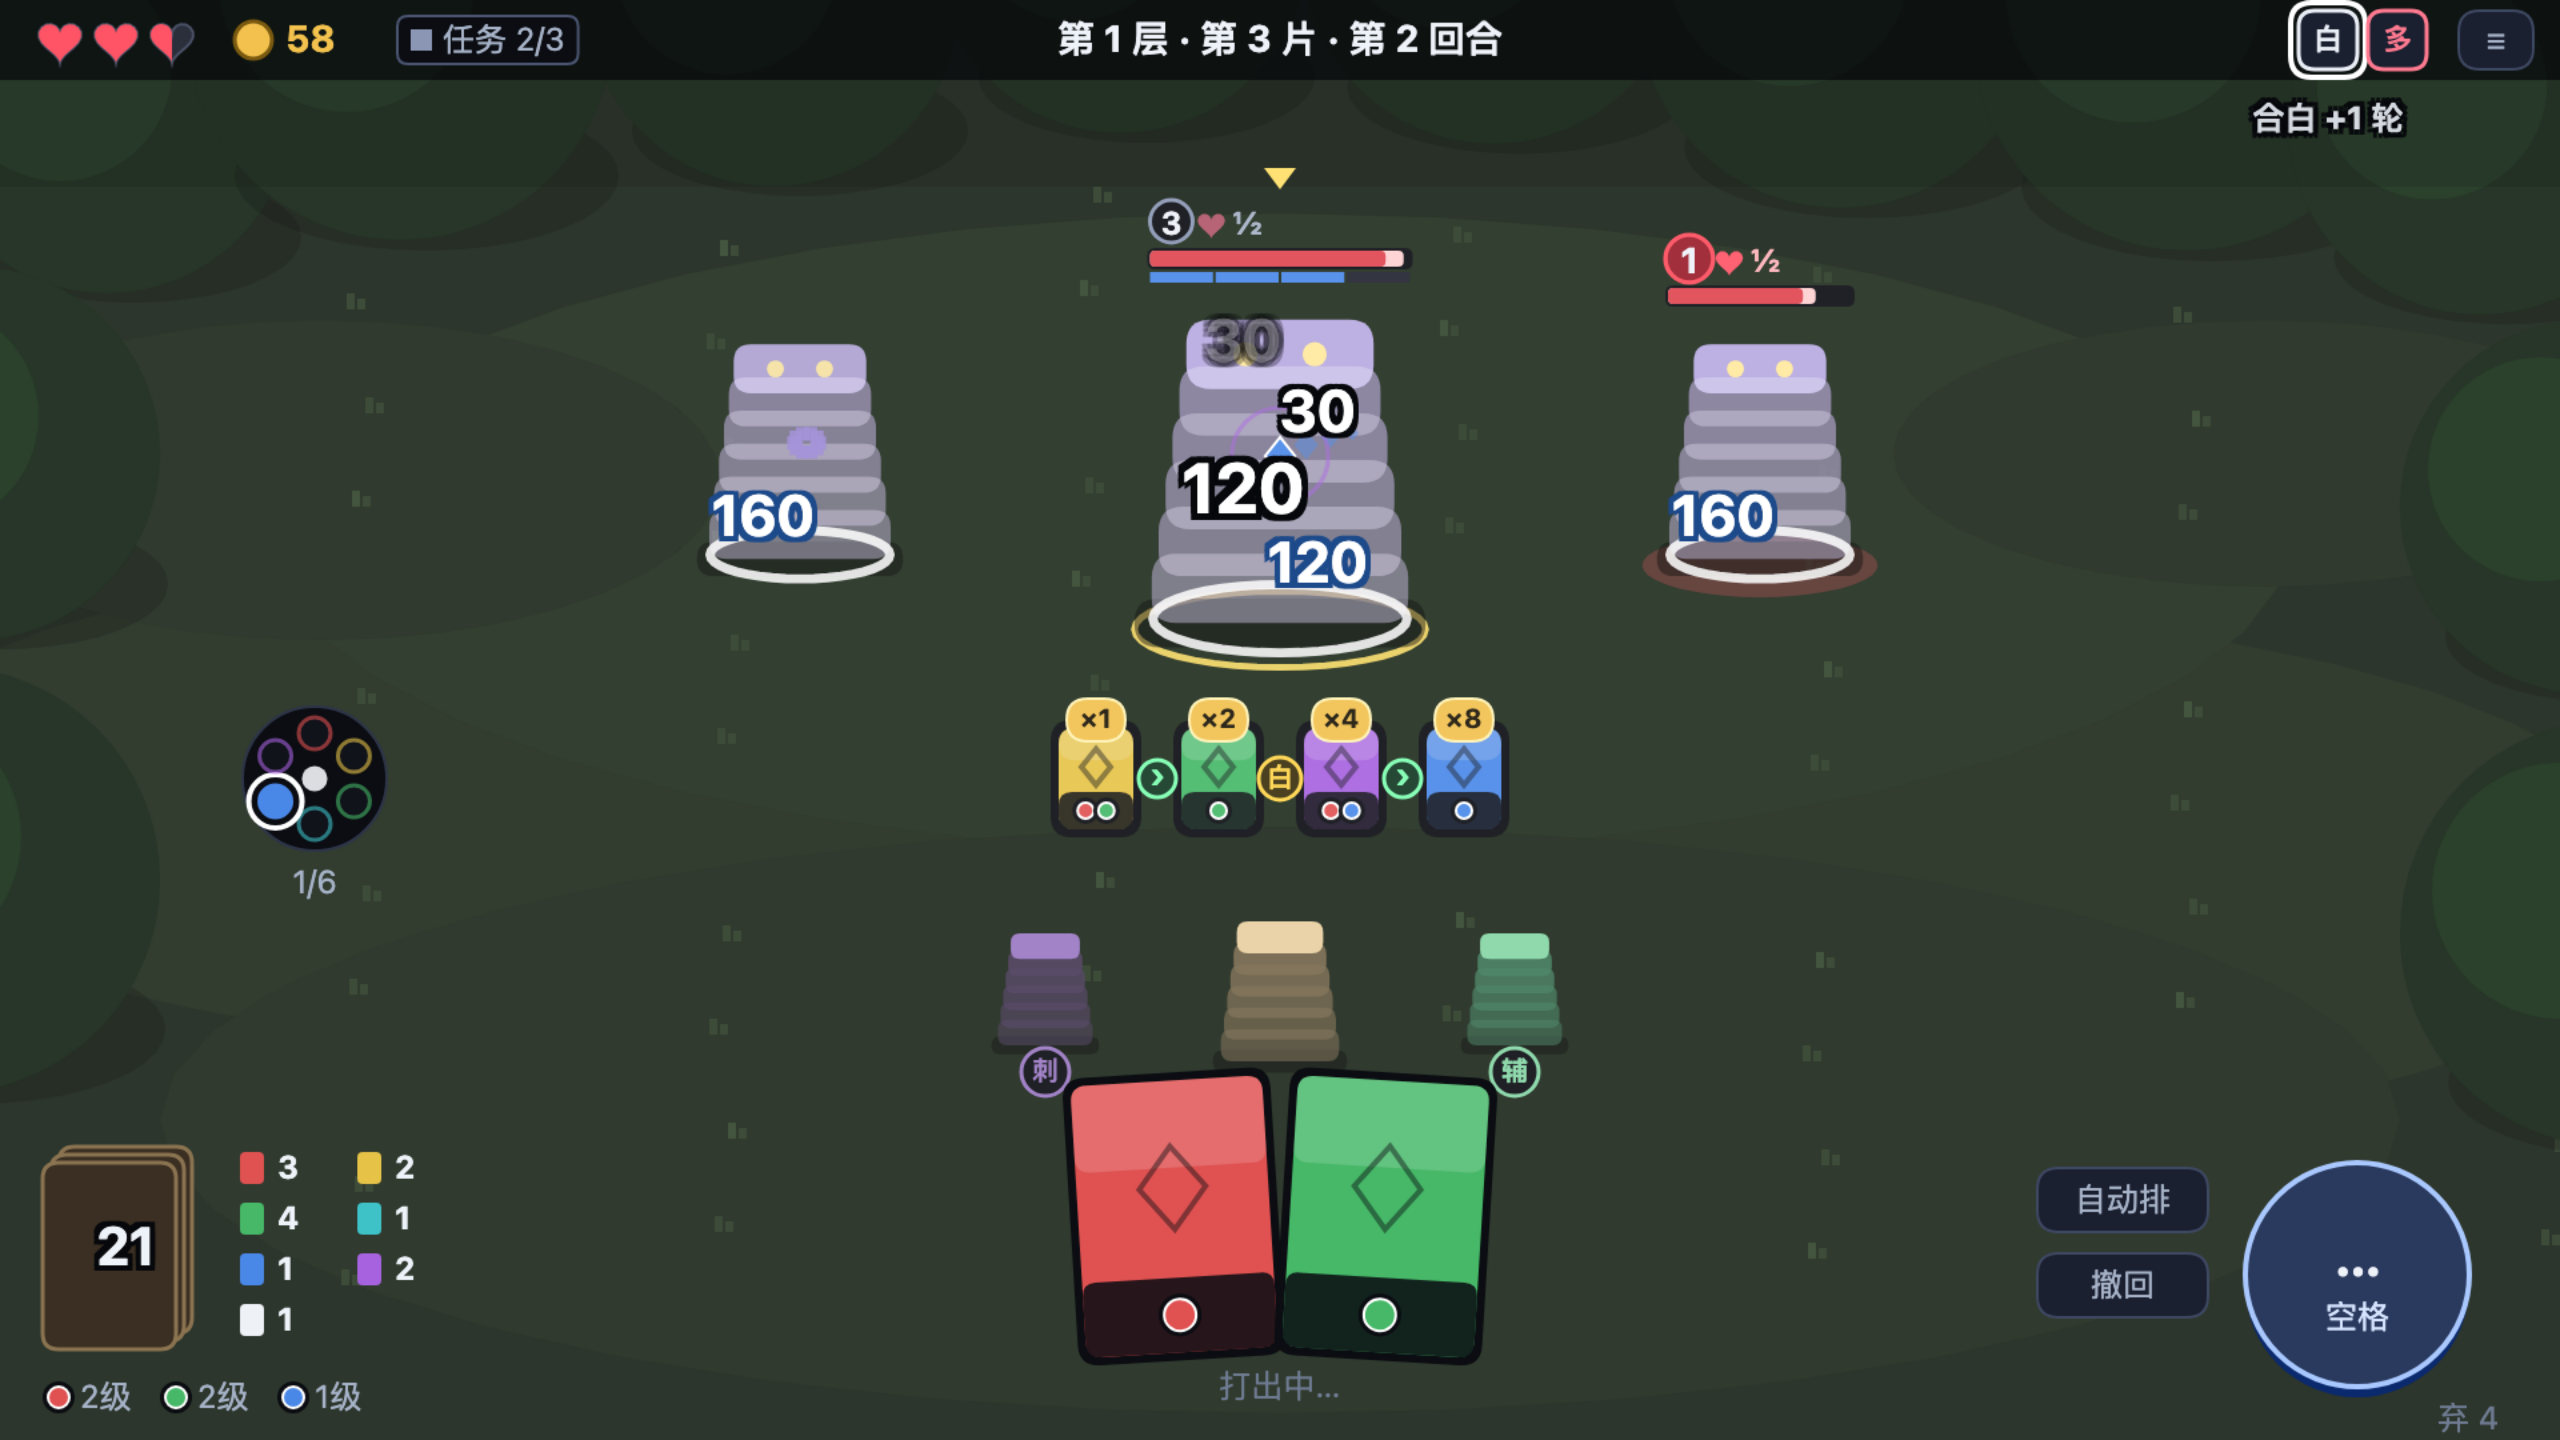 58
任务 2/3
第 1 层 · 第 3 片 · 第 2 回合
白
多
≡
合白 +1 轮
3 ½
1 ½
30
30
120
120
160
160
×1
×2
×4
×8
白
1/6
刺
辅
21
3
2
4
1
1
2
1
2级
2级
1级
打出中...
自动排
撤回
...
空格
弃 4